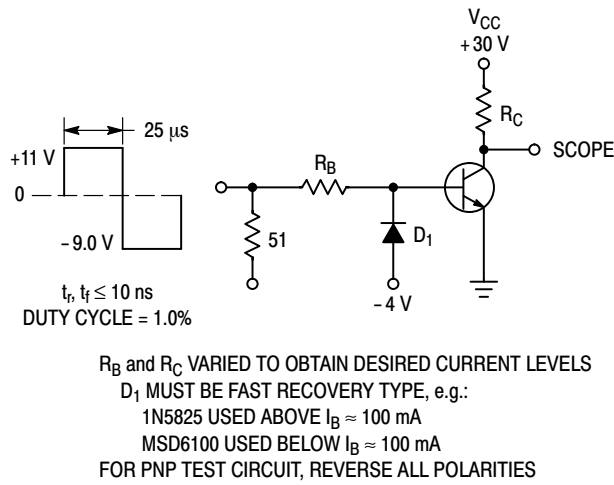 V_CC
+30 V
R_C
SCOPE
25 μs
+11 V
0
−9.0 V
t_r, t_f ≤ 10 ns
DUTY CYCLE = 1.0%
R_B
51
D_1
−4 V
R_B and R_C VARIED TO OBTAIN DESIRED CURRENT LEVELS
D_1 MUST BE FAST RECOVERY TYPE, e.g.:
1N5825 USED ABOVE I_B ≈ 100 mA
MSD6100 USED BELOW I_B ≈ 100 mA
FOR PNP TEST CIRCUIT, REVERSE ALL POLARITIES